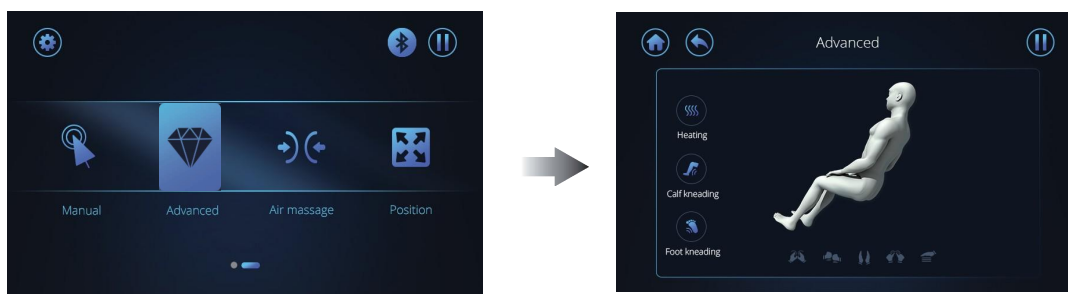 Manual
Advanced
Air massage
Position
Advanced
Heating
Calf kneading
Foot kneading